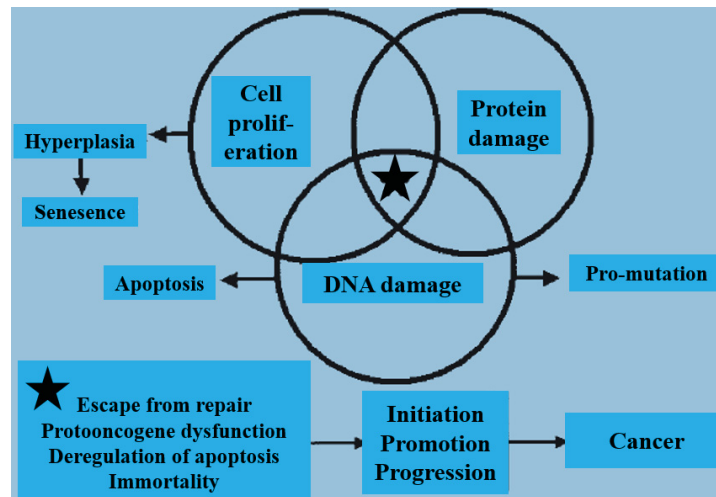 Cell
prolif-
eration
Protein
damage
Hyperplasia
Senesence
Apoptosis
DNA damage
Pro-mutation
Escape from repair
Protooncogene dysfunction
Deregulation of apoptosis
Immortality
Initiation
Promotion
Progression
Cancer